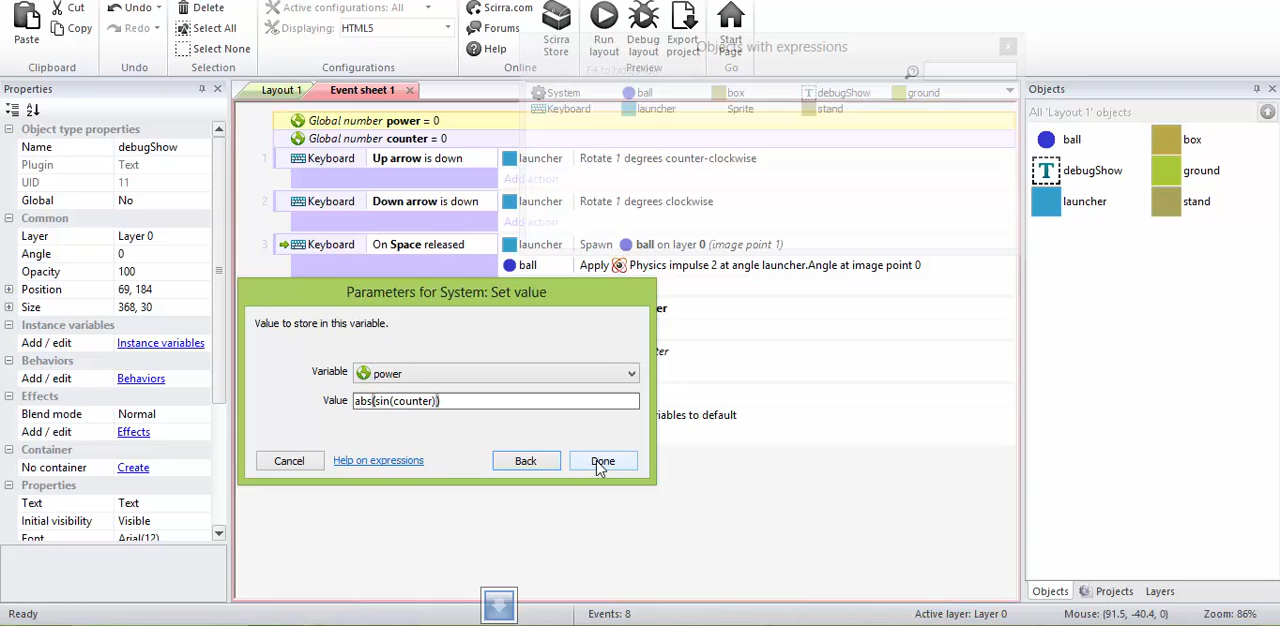 Cut
Undo
Delete
Active configurations: All
Scirra.com
Copy
Redo
Select All
Displaying: HTML5
Forums
Paste
Select None
Help
Scirra Store
Run layout
Debug layout
Export project
Start Page
Objects with expressions
Clipboard
Undo
Selection
Configurations
Online
Preview
Go
Properties
Layout 1
Event sheet 1
System
ball
box
debugShow
ground
Keyboard
launcher
Sprite
stand
Objects
Object type properties
Name debugShow
Plugin Text
UID 11
Global No
Common
Layer Layer 0
Angle 0
Opacity 100
Position 69, 184
Size 368, 30
Instance variables
Add / edit Instance variables
Behaviors
Add / edit Behaviors
Effects
Blend mode Normal
Add / edit Effects
Container
No container Create
Properties
Text Text
Initial visibility Visible
Font Arial(12)
Global number power = 0
Global number counter = 0
1 Keyboard Up arrow is down launcher Rotate 1 degrees counter-clockwise
Add action
2 Keyboard Down arrow is down launcher Rotate 1 degrees clockwise
Add action
3 Keyboard On Space released launcher Spawn ball on layer 0 (image point 1)
ball Apply Physics impulse 2 at angle launcher.Angle at image point 0
Parameters for System: Set value
Value to store in this variable.
Variable power
Value abs(sin(counter))
Cancel
Help on expressions
Back
Done
to default
All 'Layout 1' objects
ball
box
debugShow
ground
launcher
stand
Objects
Projects
Layers
Ready
Events: 8
Active layer: Layer 0
Mouse: (91.5, -40.4, 0)
Zoom: 86%